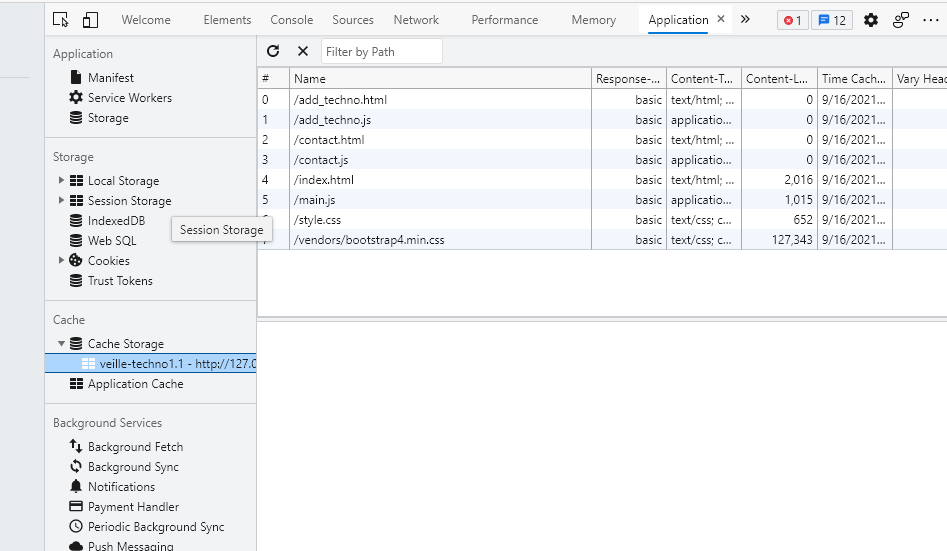 Welcome Elements Console Sources Network Performance Memory Application × » 1 12 ...
Application
Manifest
Service Workers
Storage
Storage
Local Storage
Session Storage
IndexedDB
Web SQL
Cookies
Trust Tokens
Session Storage
Cache
Cache Storage
veille-techno1.1 - http://127.0
Application Cache
Background Services
Background Fetch
Background Sync
Notifications
Payment Handler
Periodic Background Sync
Push Messaging
Filter by Path
# Name Response-... Content-T... Content-L... Time Cach... Vary Head
0 /add_techno.html basic text/html; ... 0 9/16/2021...
1 /add_techno.js basic applicatio... 0 9/16/2021...
2 /contact.html basic text/html; ... 0 9/16/2021...
3 /contact.js basic applicatio... 0 9/16/2021...
4 /index.html basic text/html; ... 2,016 9/16/2021...
5 /main.js basic applicatio... 1,015 9/16/2021...
/style.css basic text/css; c... 652 9/16/2021...
/vendors/bootstrap4.min.css basic text/css; c... 127,343 9/16/2021...